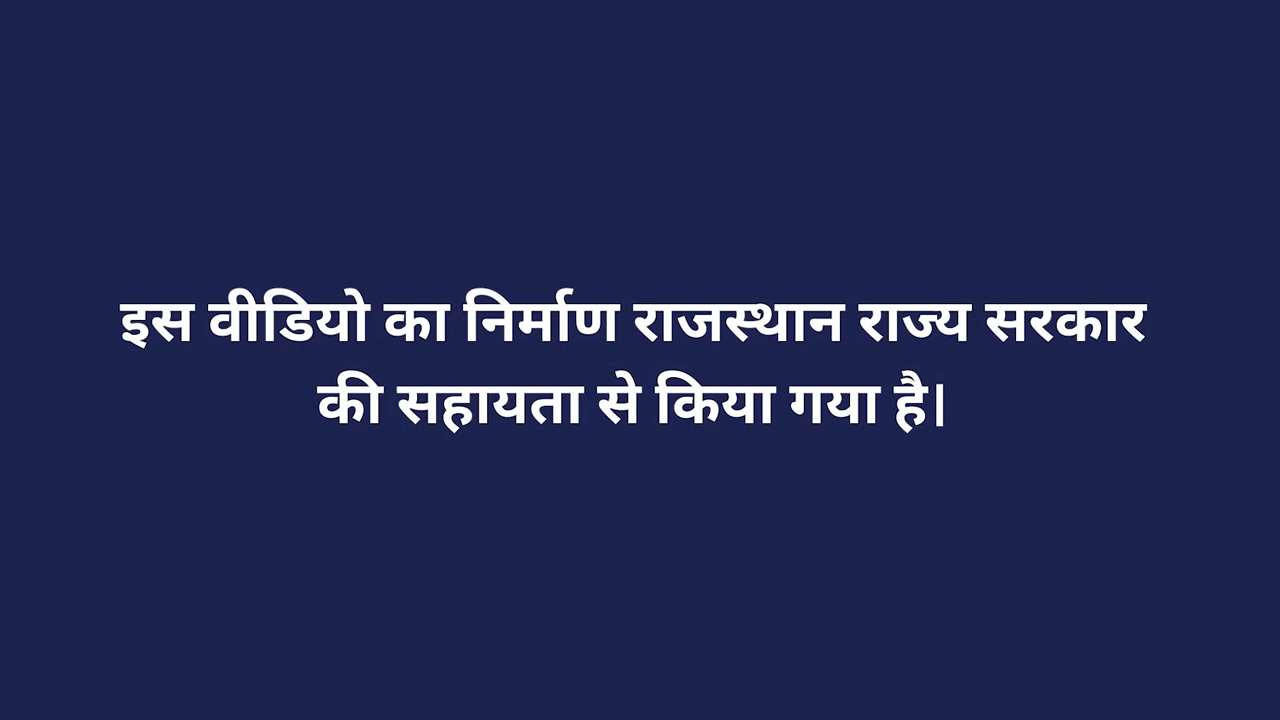 इस वीडियो का निर्माण राजस्थान राज्य सरकार
की सहायता से किया गया है।